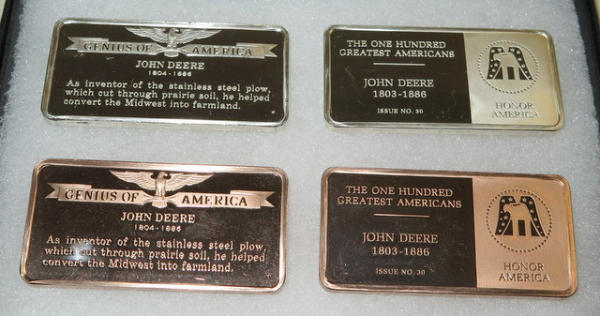 GENIUS OF AMERICA
JOHN DEERE
1804-1886
As inventor of the stainless steel plow,
which cut through prairie soil, he helped
convert the Midwest into farmland.
THE ONE HUNDRED
GREATEST AMERICANS
JOHN DEERE
1803-1886
ISSUE NO. 30
HONOR
AMERICA
GENIUS OF AMERICA
JOHN DEERE
1804-1886
As inventor of the stainless steel plow,
which cut through prairie soil, he helped
convert the Midwest into farmland.
THE ONE HUNDRED
GREATEST AMERICANS
JOHN DEERE
1803-1886
ISSUE NO. 30
HONOR
AMERICA